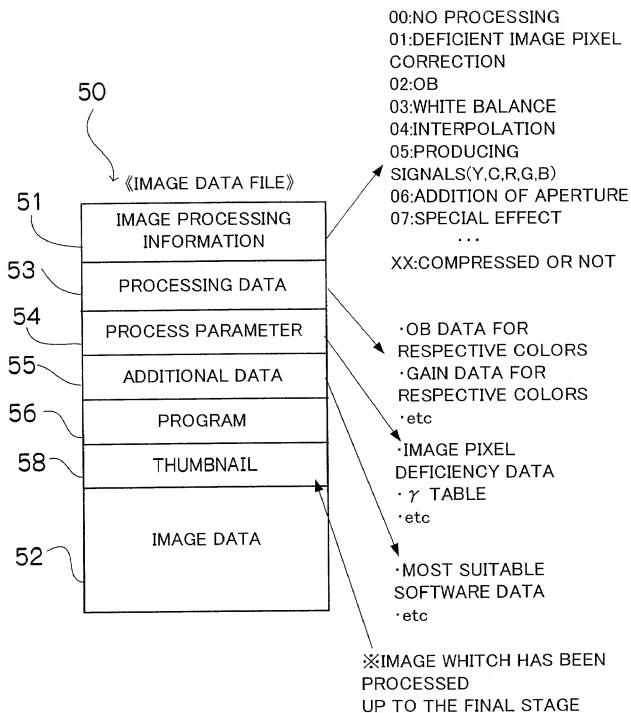 00:NO PROCESSING
01:DEFICIENT IMAGE PIXEL
CORRECTION
02:OB
03:WHITE BALANCE
04:INTERPOLATION
05:PRODUCING
SIGNALS(Y,C,R,G,B)
06:ADDITION OF APERTURE
07:SPECIAL EFFECT
...
XX:COMPRESSED OR NOT
50
《IMAGE DATA FILE》
51
IMAGE PROCESSING
INFORMATION
53
PROCESSING DATA
54
PROCESS PARAMETER
55
ADDITIONAL DATA
56
PROGRAM
58
THUMBNAIL
52
IMAGE DATA
·OB DATA FOR
RESPECTIVE COLORS
·GAIN DATA FOR
RESPECTIVE COLORS
·etc
·IMAGE PIXEL
DEFICIENCY DATA
·γ TABLE
·etc
·MOST SUITABLE
SOFTWARE DATA
·etc
※IMAGE WHITCH HAS BEEN
PROCESSED
UP TO THE FINAL STAGE